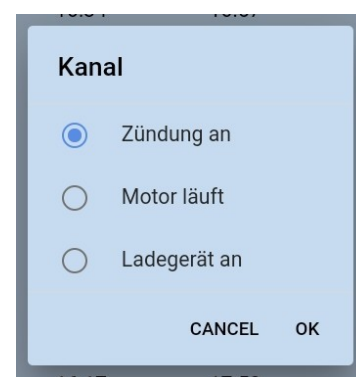 Kanal
Zündung an
Motor läuft
Ladegerät an
CANCEL OK